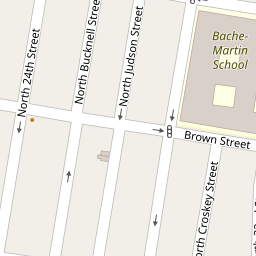 North 24th Street
North Bucknell Street
North Judson Street
Bache-
Martin
School
Brown Street
North Croskey Street